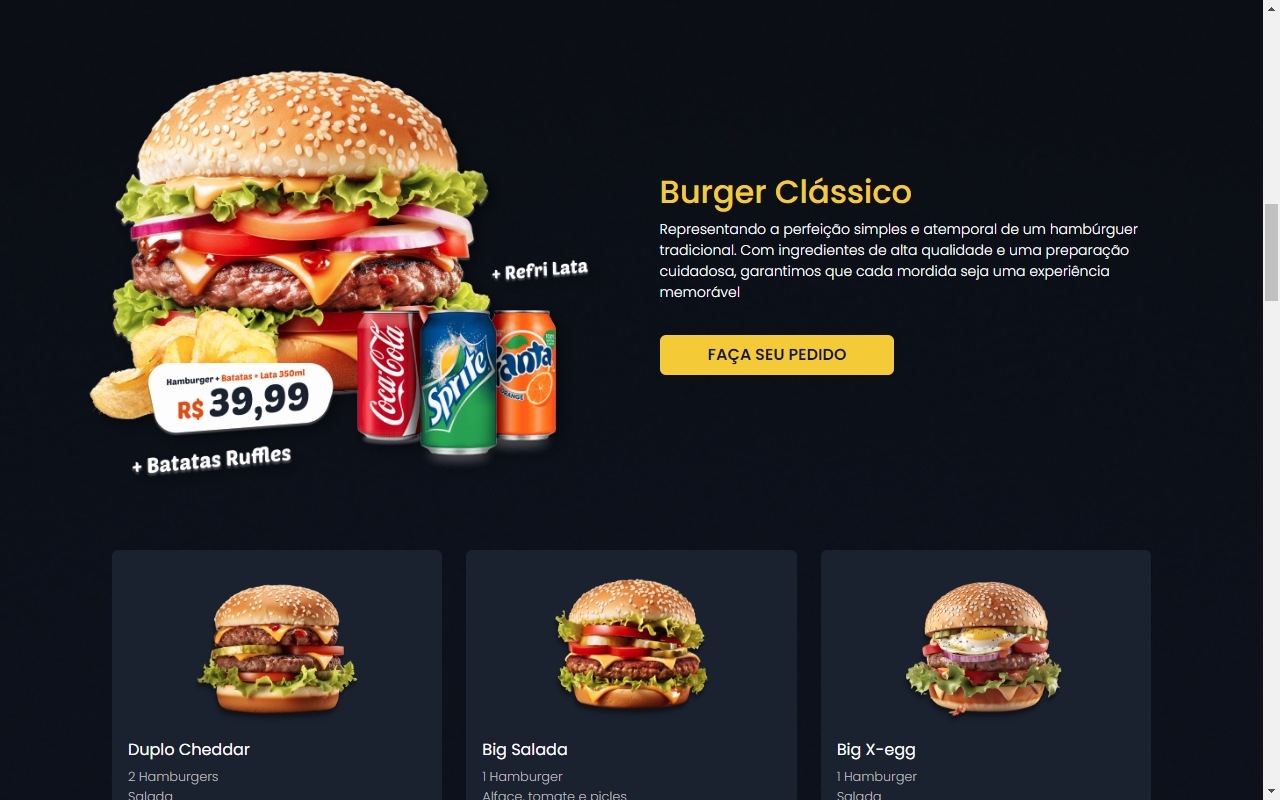 Burger Clássico
Representando a perfeição simples e atemporal de um hambúrguer
tradicional. Com ingredientes de alta qualidade e uma preparação
cuidadosa, garantimos que cada mordida seja uma experiência
memorável
FAÇA SEU PEDIDO
+ Refri Lata
Coca-Cola
Sprite
Fanta
ORANGE
Hamburger + Batatas + Lata 350ml
R$ 39,99
+ Batatas Ruffles
Duplo Cheddar
2 Hamburgers
Salada
Big Salada
1 Hamburger
Alface, tomate e picles
Big X-egg
1 Hamburger
Salada